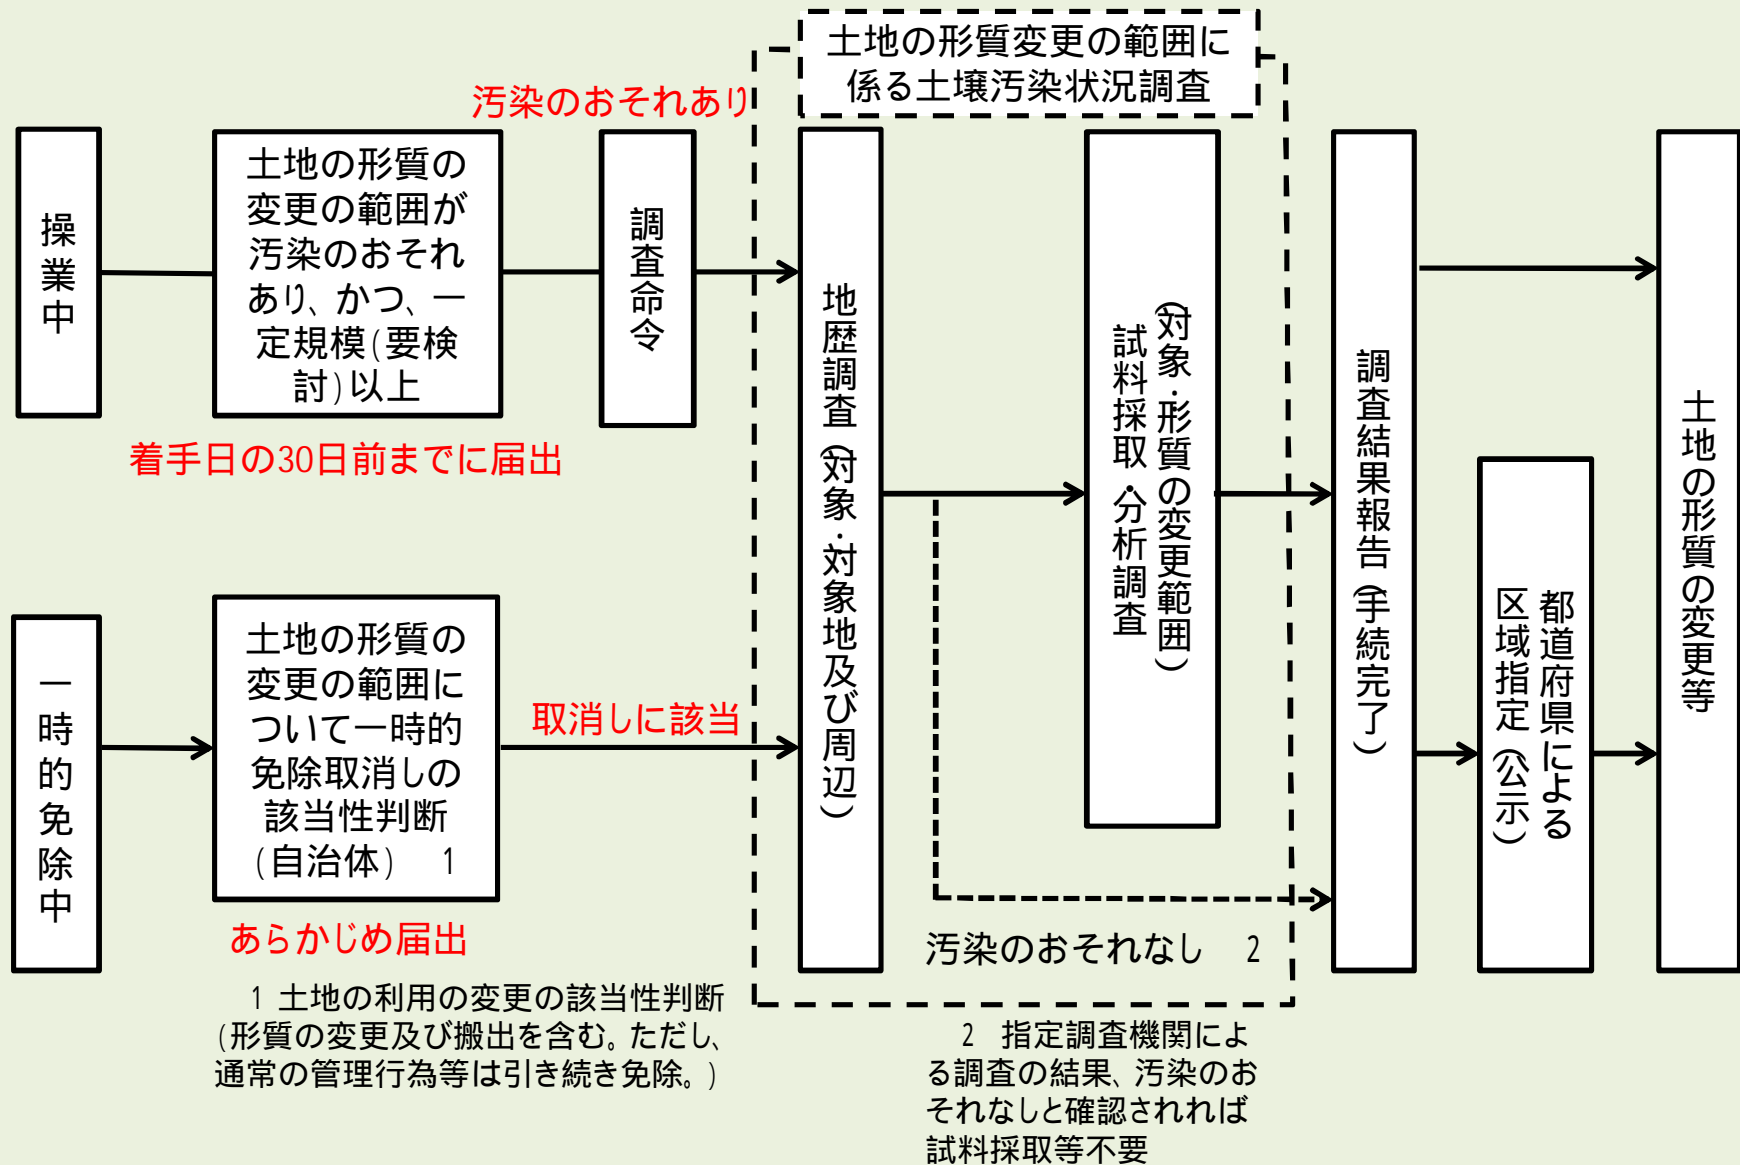 土地の形質変更の範囲に
係る土壌汚染状況調査
汚染のおそれあり
操業中
土地の形質の
変更の範囲が
汚染のおそれ
あり、かつ、一
定規模(要検
討)以上
調査命令
着手日の30日前までに届出
一時的免除中
土地の形質の
変更の範囲に
ついて一時的
免除取消しの
該当性判断
(自治体) 1
取消しに該当
あらかじめ届出
1 土地の利用の変更の該当性判断
(形質の変更及び搬出を含む。ただし、
通常の管理行為等は引き続き免除。)
地歴調査(対象:対象地及び周辺)
試料採取・分析調査
(対象:形質の変更範囲)
汚染のおそれなし 2
2 指定調査機関によ
る調査の結果、汚染のお
それなしと確認されれば
試料採取等不要
調査結果報告(手続完了)
都道府県による
区域指定(公示)
土地の形質の変更等